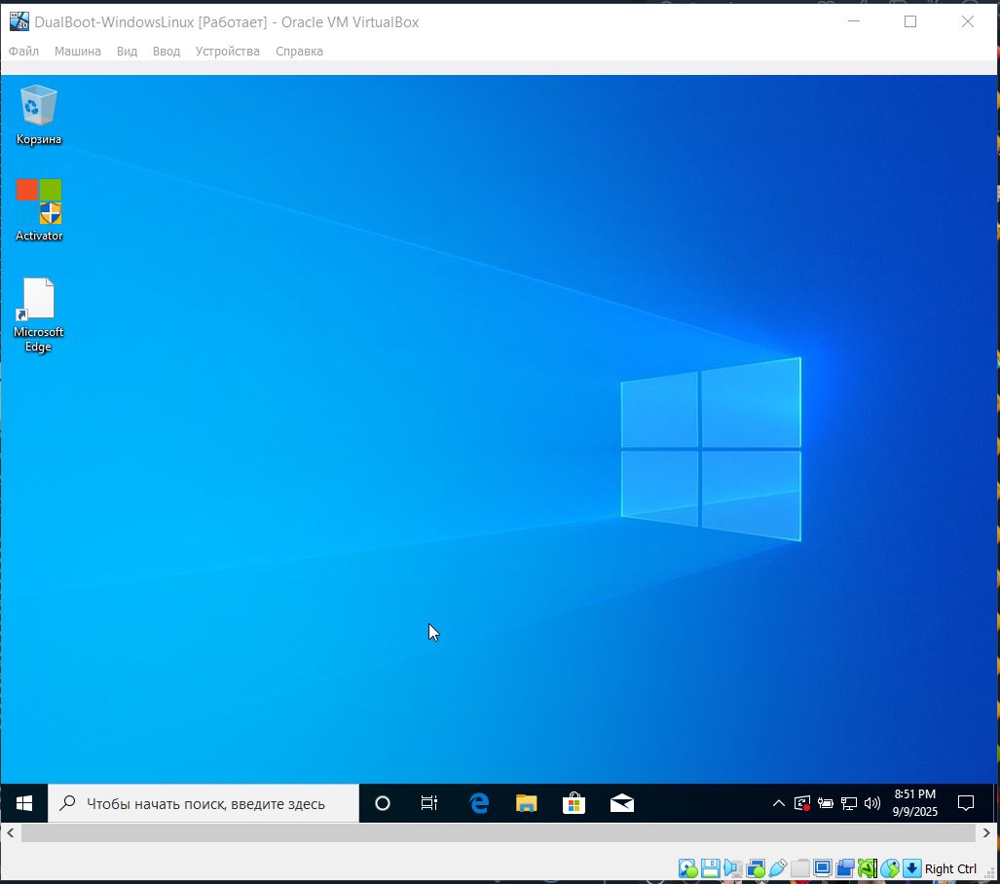 DualBoot-WindowsLinux [Работает] - Oracle VM VirtualBox
Файл Машина Вид Ввод Устройства Справка
Корзина
Activator
Microsoft
Edge
Чтобы начать поиск, введите здесь
8:51 PM
9/9/2025
Right Ctrl